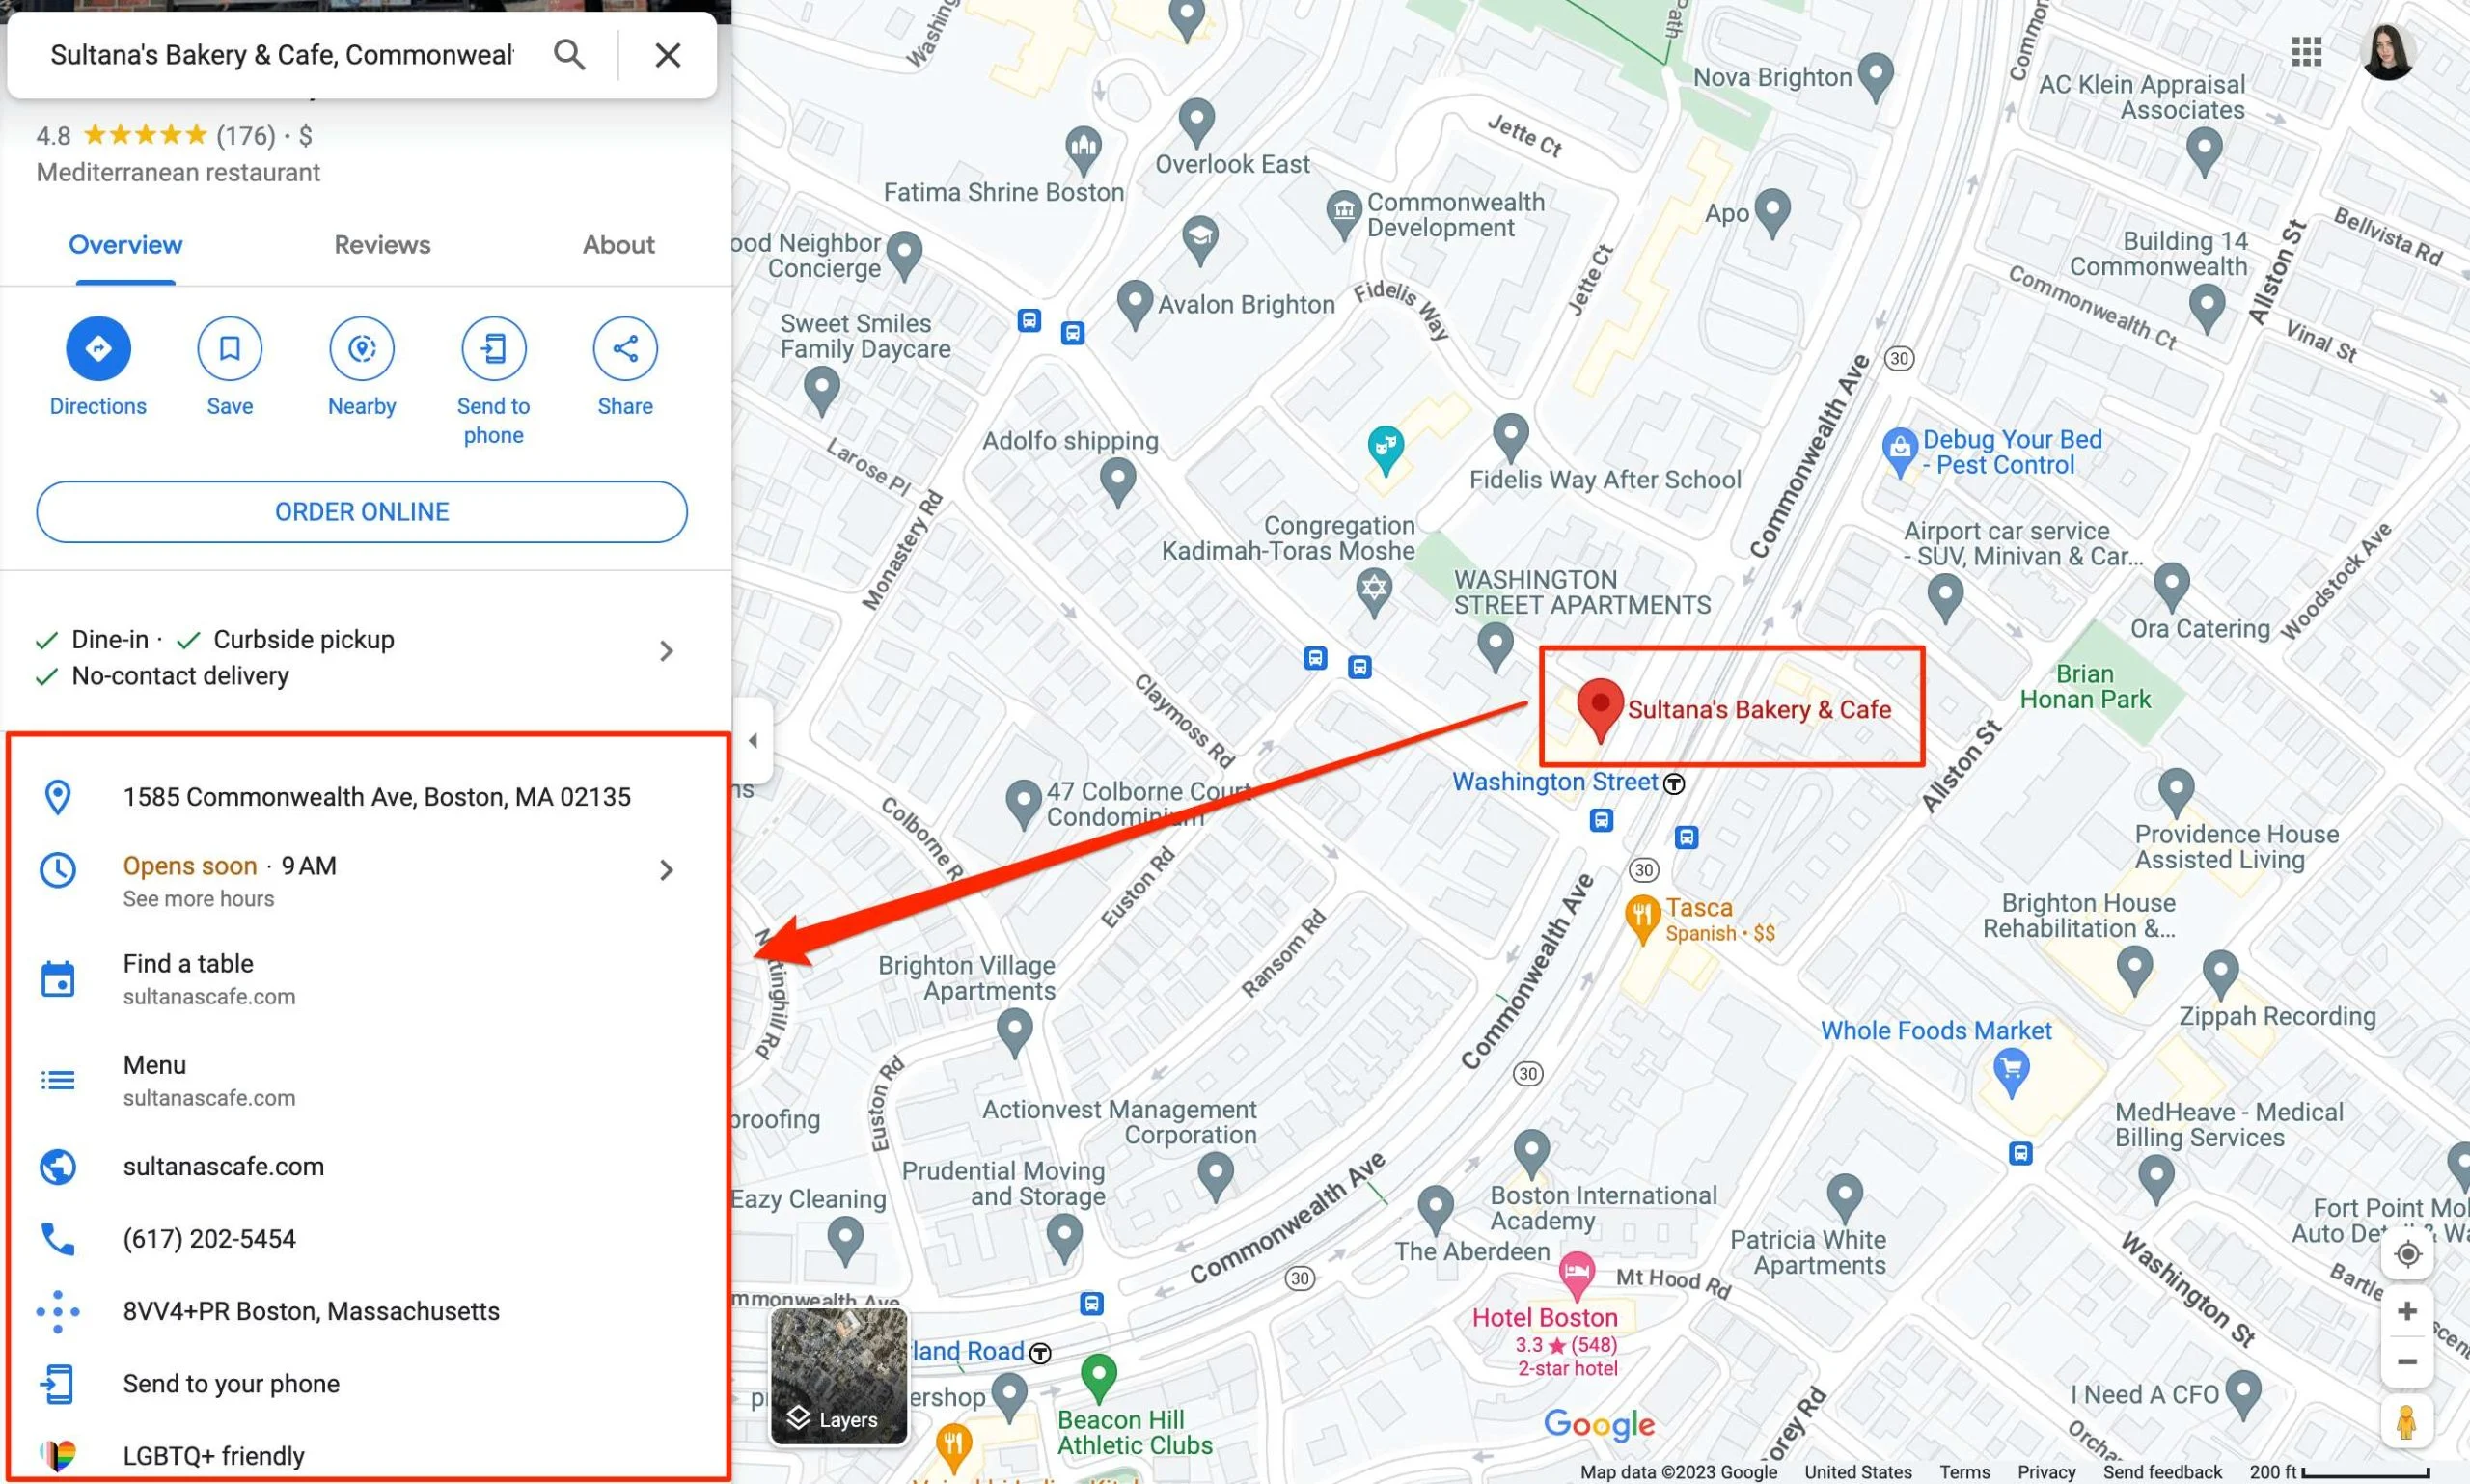 Sultana's Bakery & Cafe, Commonweal
4.8 (176) · $
Mediterranean restaurant
Overview
Reviews
About
Directions
Save
Nearby
Send to
phone
Share
ORDER ONLINE
Dine-in · Curbside pickup
No-contact delivery
1585 Commonwealth Ave, Boston, MA 02135
Opens soon · 9 AM
See more hours
Find a table
sultanascafe.com
Menu
sultanascafe.com
sultanascafe.com
(617) 202-5454
8VV4+PR Boston, Massachusetts
Send to your phone
LGBTQ+ friendly
Washing
Path
Common
Nova Brighton
AC Klein Appraisal
Associates
Jette Ct
Overlook East
Fatima Shrine Boston
Commonwealth
Development
Apo
Bellvista Rd
Allston St
Building 14
Commonwealth
ood Neighbor
Concierge
Commonwealth Ct
Jette Ct
Fidelis Way
Avalon Brighton
Sweet Smiles
Family Daycare
Vinal St
30
Commonwealth Ave
Debug Your Bed
- Pest Control
Adolfo shipping
Larose Pl
Fidelis Way After School
Monastery Rd
Congregation
Kadimah-Toras Moshe
Airport car service
- SUV, Minivan & Car...
Woodstock Ave
WASHINGTON
STREET APARTMENTS
Ora Catering
Brian
Honan Park
Sultana's Bakery & Cafe
Claymoss Rd
Allston St
Washington Street
T
47 Colborne Court
Condominium
Colborne R
Providence House
Assisted Living
30
Euston Rd
Tasca
Spanish · $$
Ransom Rd
Commonwealth Ave
Brighton House
Rehabilitation &...
Brighton Village
Apartments
tinghill Rd
Zippah Recording
Whole Foods Market
30
Euston Rd
proofing
Actionvest Management
Corporation
MedHeave - Medical
Billing Services
Prudential Moving
and Storage
Eazy Cleaning
Commonwealth Ave
Boston International
Academy
The Aberdeen
Patricia White
Apartments
Fort Point Mo
Washington St
30
Mt Hood Rd
Bartle
mmonwealth Ave
Hotel Boston
3.3 (548)
2-star hotel
land Road
T
ershop
Layers
Beacon Hill
Athletic Clubs
I Need A CFO
orey Rd
Orcha
Google
Map data ©2023 Google
United States
Terms
Privacy
Send feedback
200 ft